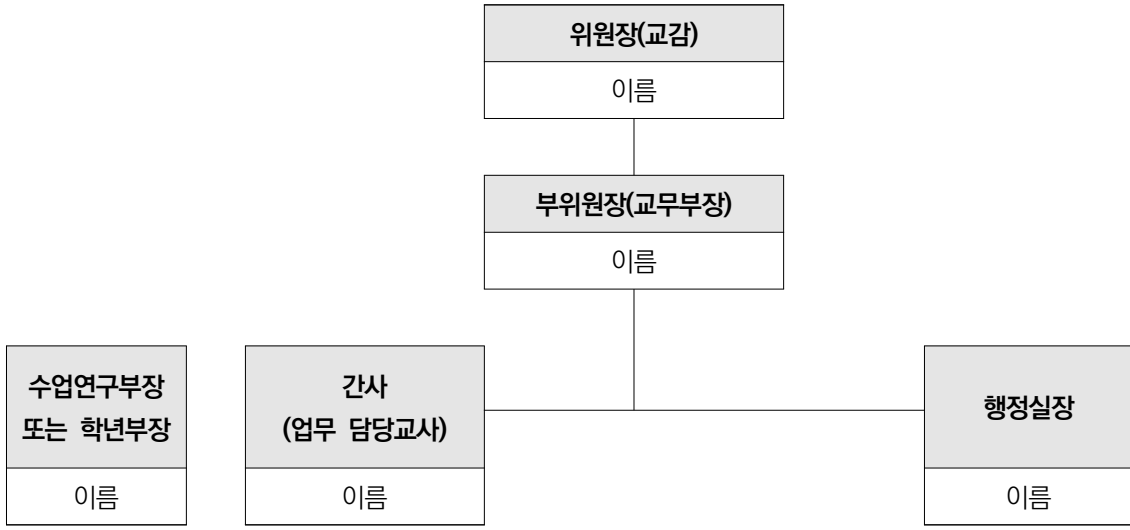 위원장(교감)
이름
부위원장(교무부장)
이름
수업연구부장
또는 학년부장
이름
간사
(업무 담당교사)
이름
행정실장
이름